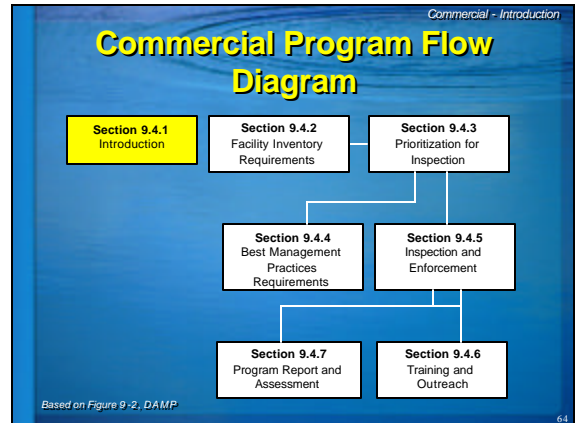 Commercial - Introduction
Commercial Program Flow
Diagram
Section 9.4.1
Introduction
Section 9.4.2
Facility Inventory
Requirements
Section 9.4.3
Prioritization for
Inspection
Section 9.4.4
Best Management
Practices
Requirements
Section 9.4.5
Inspection and
Enforcement
Section 9.4.7
Program Report and
Assessment
Section 9.4.6
Training and
Outreach
Based on Figure 9-2, DAMP
64